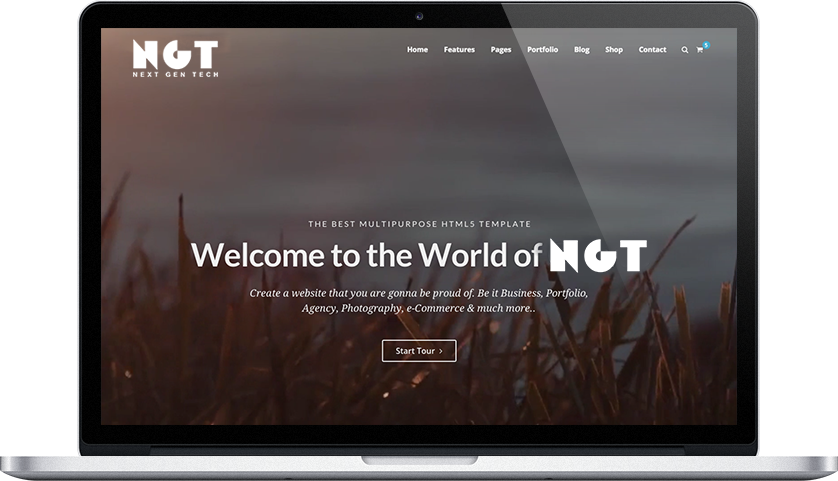 NGT
NEXT GEN TECH
Home Features Pages Portfolio Blog Shop Contact 5
THE BEST MULTIPURPOSE HTML5 TEMPLATE
Welcome to the World of NGT
Create a website that you are gonna be proud of. Be it Business, Portfolio,
Agency, Photography, e-Commerce & much more..
Start Tour